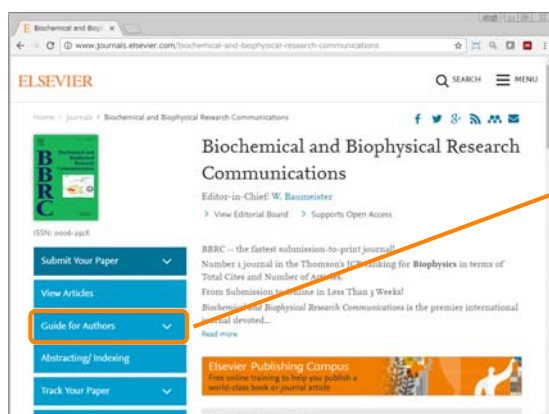 Biochemical and Biop
www.journals.elsevier.com/biochemical-and-biophysical-research-communications
ELSEVIER
SEARCH
MENU
Home > Journals > Biochemical and Biophysical Research Communications
BBRC
Biochemical and Biophysical Research Communications
ISSN: 0006-291X
Biochemical and Biophysical Research
Communications
Editor-in-Chief: W. Baumeister
> View Editorial Board > Supports Open Access
Submit Your Paper
View Articles
Guide for Authors
Abstracting/ Indexing
Track Your Paper
BBRC -- the fastest submission-to-print journal!
Number 1 journal in the Thomson's JCR ranking for Biophysics in terms of
Total Cites and Number of Articles.
From Submission to Online in Less Than 3 Weeks!
Biochemical and Biophysical Research Communications is the premier international
journal devoted...
Read more
Elsevier Publishing Campus
Free online training to help you publish a
world-class book or journal article